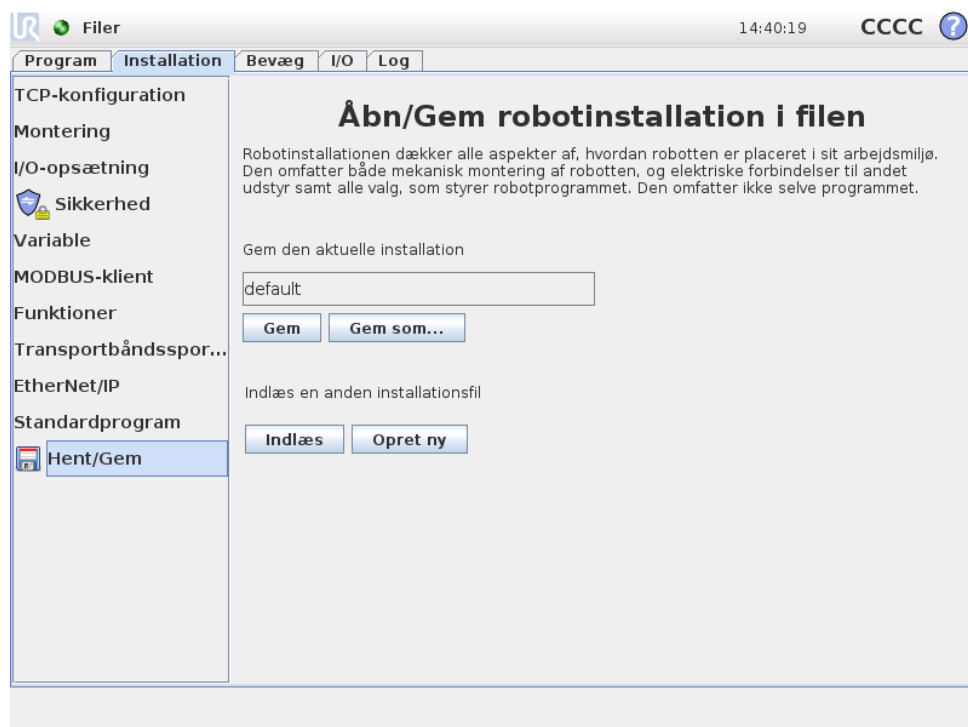 UR Filer 14:40:19 CCCC ?
Program Installation Bevæg I/O Log
TCP-konfiguration
Montering
I/O-opsætning
Sikkerhed
Variable
MODBUS-klient
Funktioner
Transportbåndsspor...
EtherNet/IP
Standardprogram
Hent/Gem
Åbn/Gem robotinstallation i filen
Robotinstallationen dækker alle aspekter af, hvordan robotten er placeret i sit arbejdsmiljø.
Den omfatter både mekanisk montering af robotten, og elektriske forbindelser til andet
udstyr samt alle valg, som styrer robotprogrammet. Den omfatter ikke selve programmet.
Gem den aktuelle installation
default
Gem Gem som...
Indlæs en anden installationsfil
Indlæs Opret ny